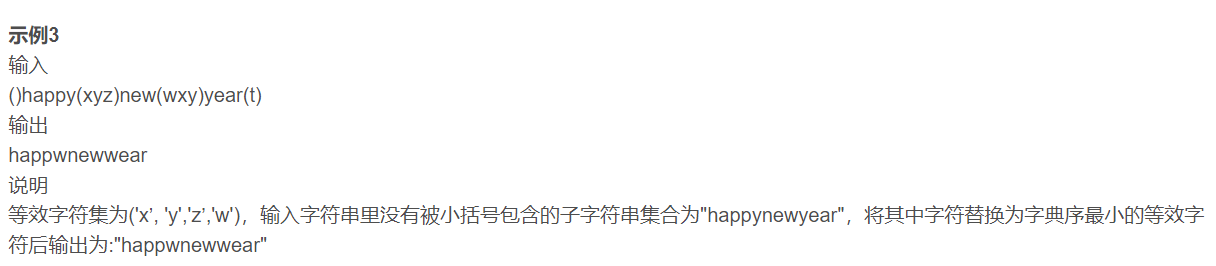 示例3
输入
()happy(xyz)new(wxy)year(t)
输出
happwnewwear
说明
等效字符集为('x’, 'y','z’,'w')，输入字符串里没有被小括号包含的子字符串集合为"happynewyear"，将其中字符替换为字典序最小的等效字
符后输出为:"happwnewwear"